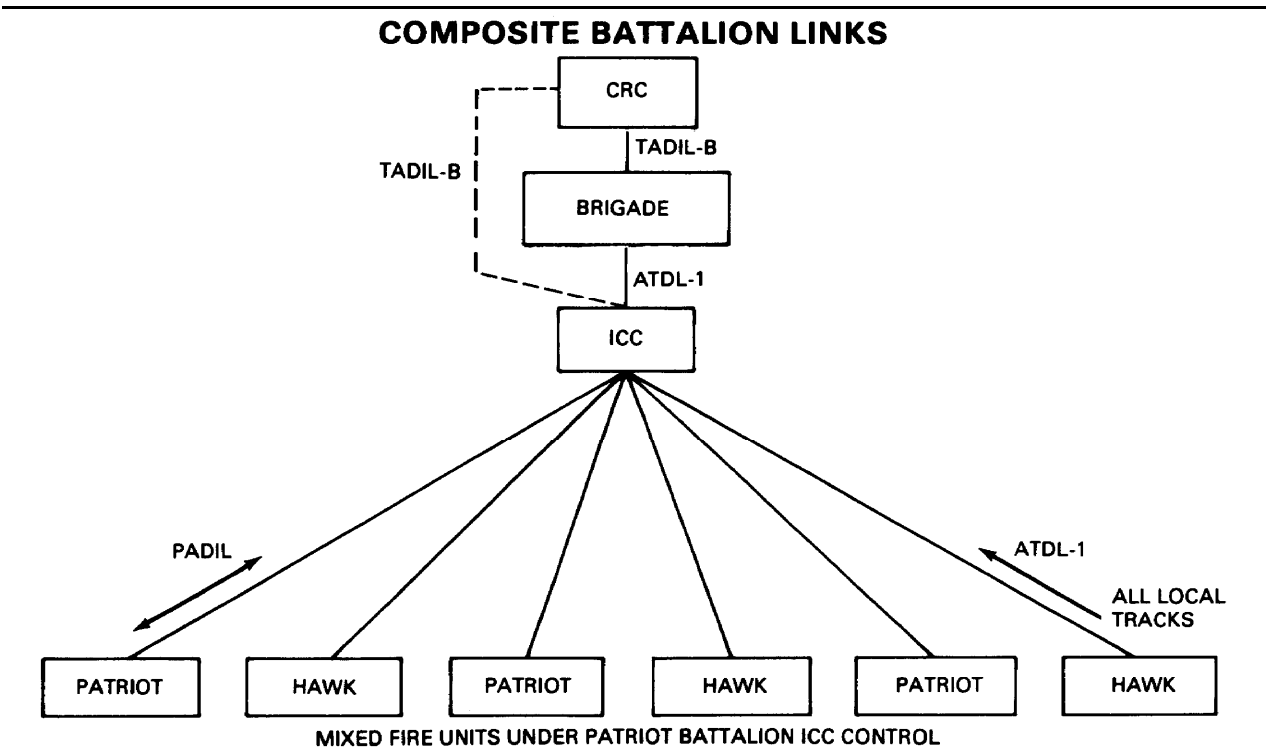 COMPOSITE BATTALION LINKS
CRC
TADIL-B
TADIL-B
BRIGADE
ATDL-1
ICC
PADIL
ATDL-1
ALL LOCAL
TRACKS
PATRIOT
HAWK
PATRIOT
HAWK
PATRIOT
HAWK
MIXED FIRE UNITS UNDER PATRIOT BATTALION ICC CONTROL